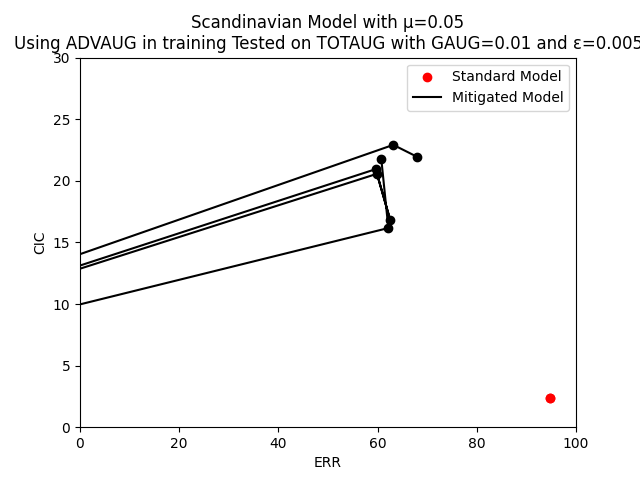 Scandinavian Model with μ=0.05
Using ADVAUG in training Tested on TOTAUG with GAUG=0.01 and ε=0.005
30
25
20
15
10
5
0
CIC
Standard Model
Mitigated Model
0 20 40 60 80 100
ERR